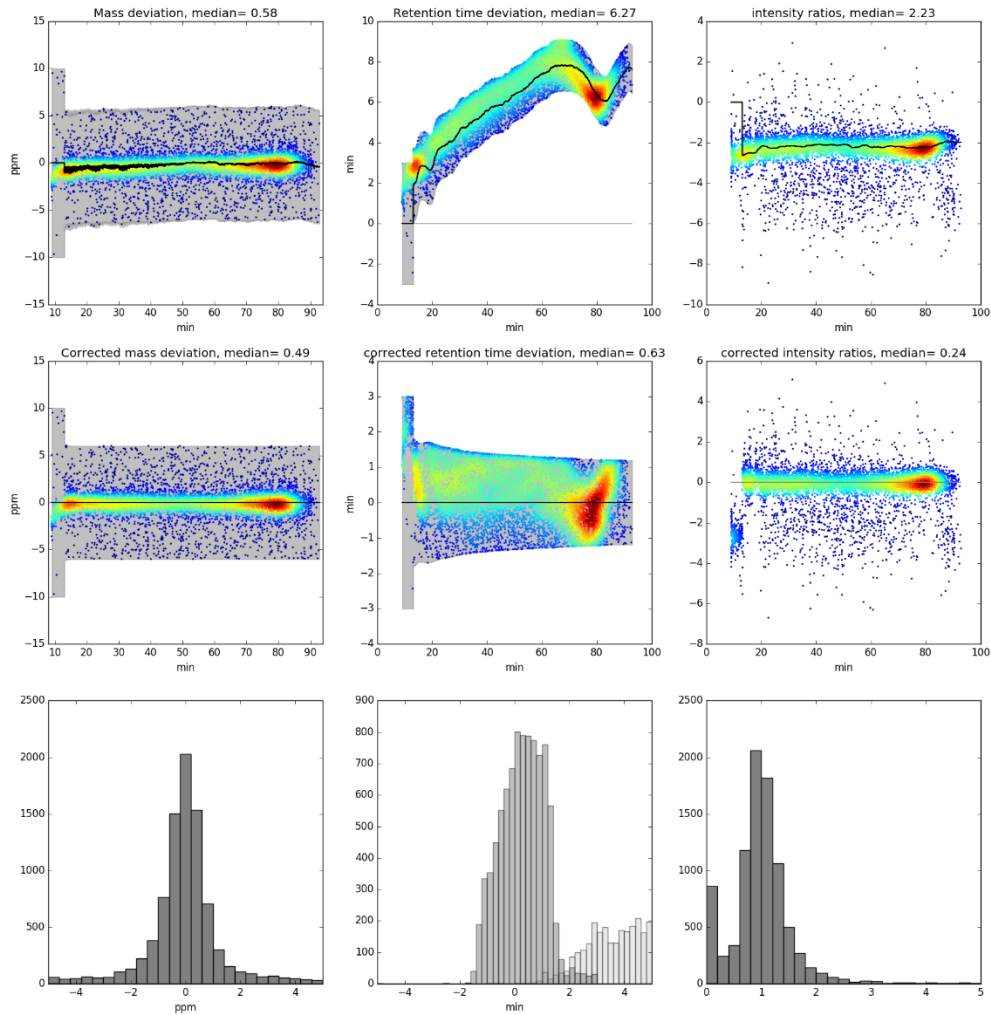 Mass deviation, median= 0.58
15
10
5
0
−5
−10
−15
ppm
10 20 30 40 50 60 70 80 90
min
Retention time deviation, median= 6.27
10
8
6
4
2
0
−2
−4
min
0 20 40 60 80 100
min
intensity ratios, median= 2.23
4
2
0
−2
−4
−6
−8
−10
0 20 40 60 80 100
min
Corrected mass deviation, median= 0.49
15
10
5
0
−5
−10
−15
ppm
10 20 30 40 50 60 70 80 90
min
corrected retention time deviation, median= 0.63
4
3
2
1
0
−1
−2
−3
−4
min
0 20 40 60 80 100
min
corrected intensity ratios, median= 0.24
6
4
2
0
−2
−4
−6
−8
0 20 40 60 80 100
min
2500
2000
1500
1000
500
0
−4 −2 0 2 4
ppm
900
800
700
600
500
400
300
200
100
0
−4 −2 0 2 4
min
2500
2000
1500
1000
500
0
0 1 2 3 4 5